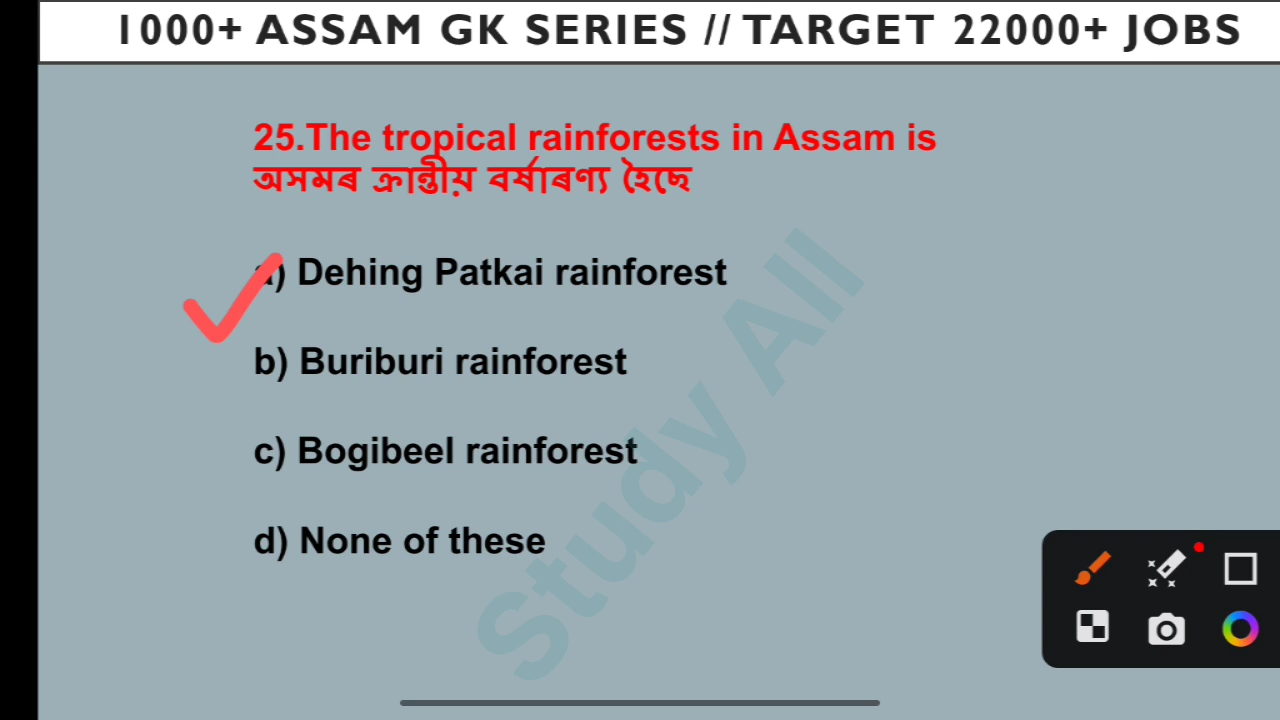 1000+ ASSAM GK SERIES // TARGET 22000+ JOBS
25.The tropical rainforests in Assam is
অসমৰ ক্ৰান্তীয় বৰ্ষাৰণ্য হৈছে
a) Dehing Patkai rainforest
b) Buriburi rainforest
c) Bogibeel rainforest
d) None of these
Study All